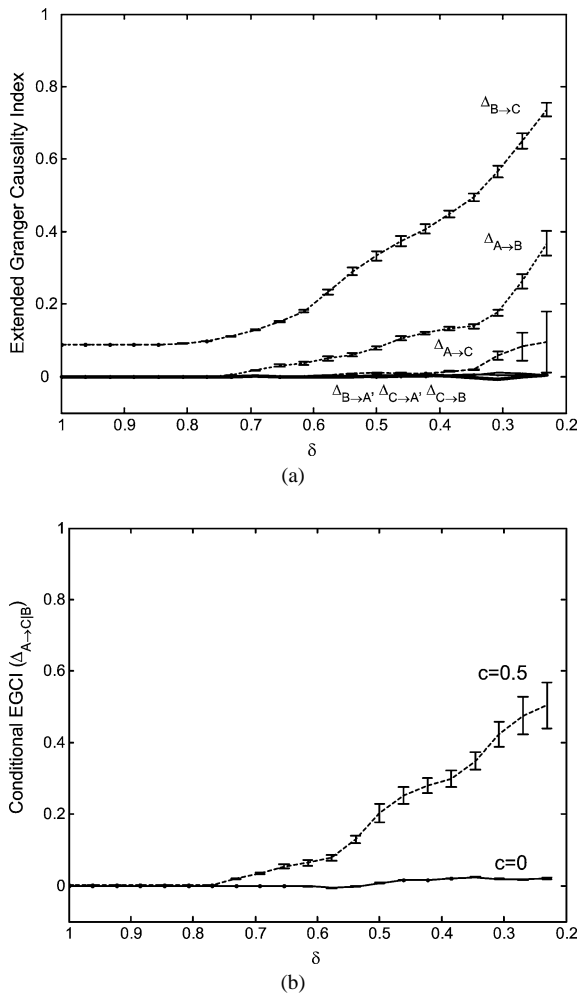 1
0.8
0.6
0.4
0.2
0
Extended Granger Causality Index
Δ_{B→C}
Δ_{A→B}
Δ_{A→C}
Δ_{B→A}, Δ_{C→A}, Δ_{C→B}
1 0.9 0.8 0.7 0.6 0.5 0.4 0.3 0.2
δ
(a)
1
0.8
0.6
0.4
0.2
0
Conditional EGCI (Δ_{A→C|B})
c=0.5
c=0
1 0.9 0.8 0.7 0.6 0.5 0.4 0.3 0.2
δ
(b)